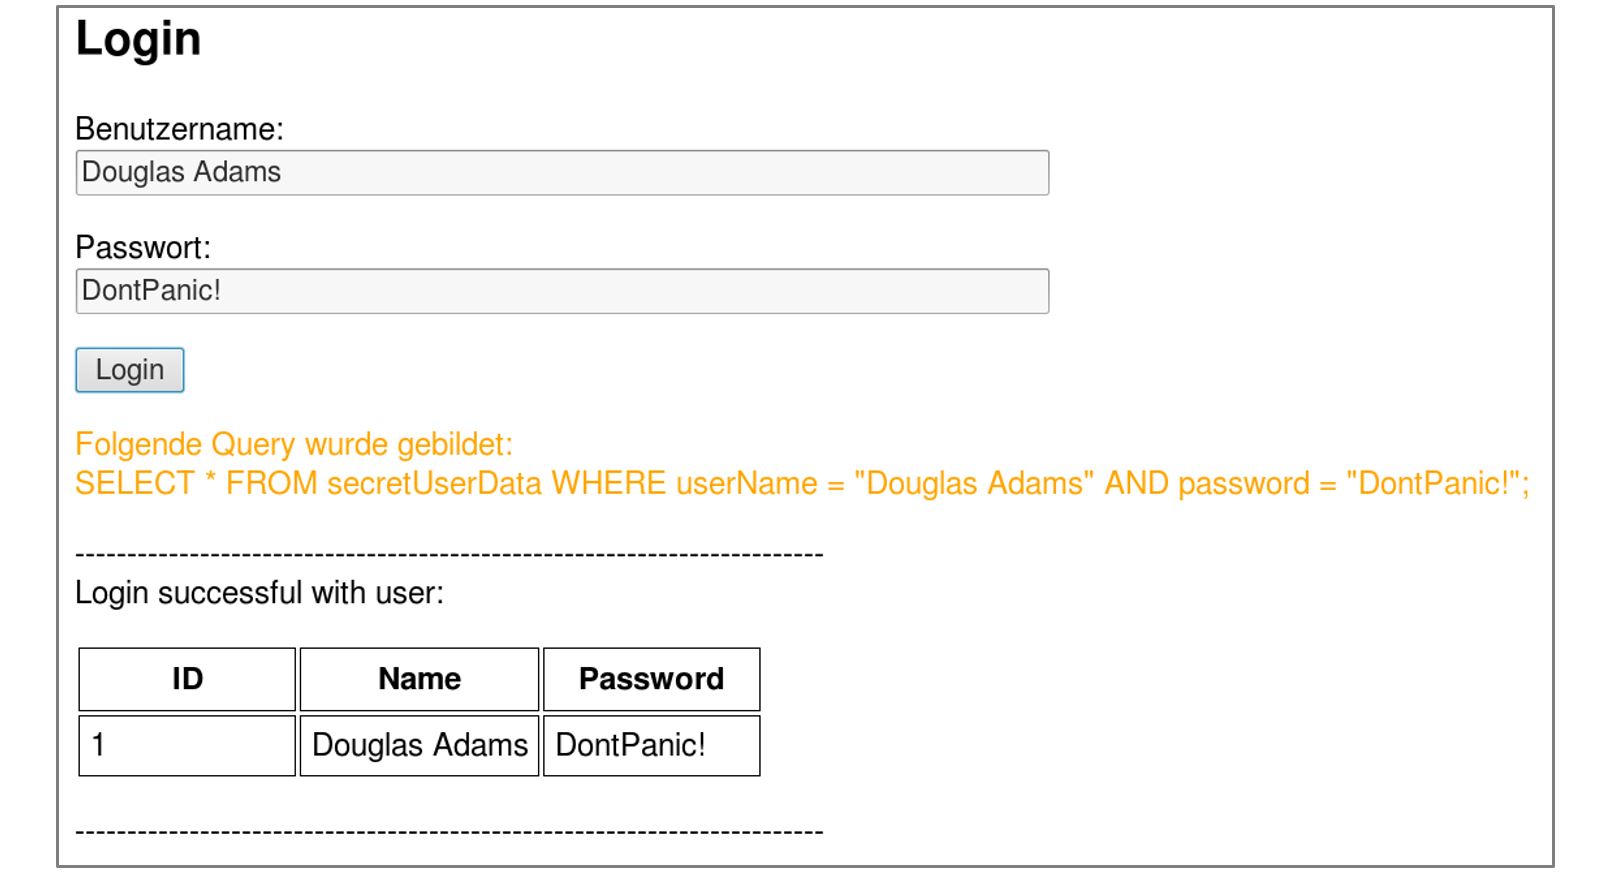 Login
Benutzername:
Douglas Adams
Passwort:
DontPanic!
Login
Folgende Query wurde gebildet:
SELECT * FROM secretUserData WHERE userName = "Douglas Adams" AND password = "DontPanic!";
------------------------------------------------------------------------
Login successful with user:
ID Name Password
1 Douglas Adams DontPanic!
------------------------------------------------------------------------